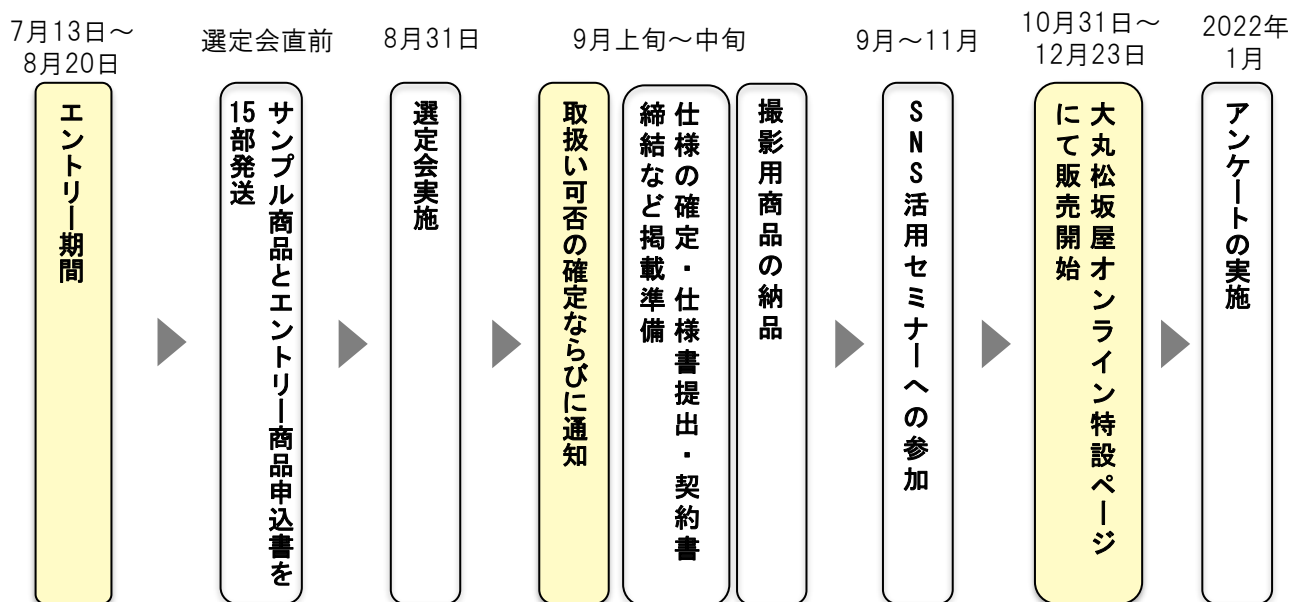 7月13日～
8月20日
エントリー期間
選定会直前
サンプル商品とエントリー商品申込書を
15部発送
8月31日
選定会実施
9月上旬～中旬
取扱い可否の確定ならびに通知
仕様の確定・仕様書提出・契約書
締結など掲載準備
撮影用商品の納品
9月～11月
SNS活用セミナーへの参加
10月31日～
12月23日
大丸松坂屋オンライン特設ページ
にて販売開始
2022年
1月
アンケートの実施